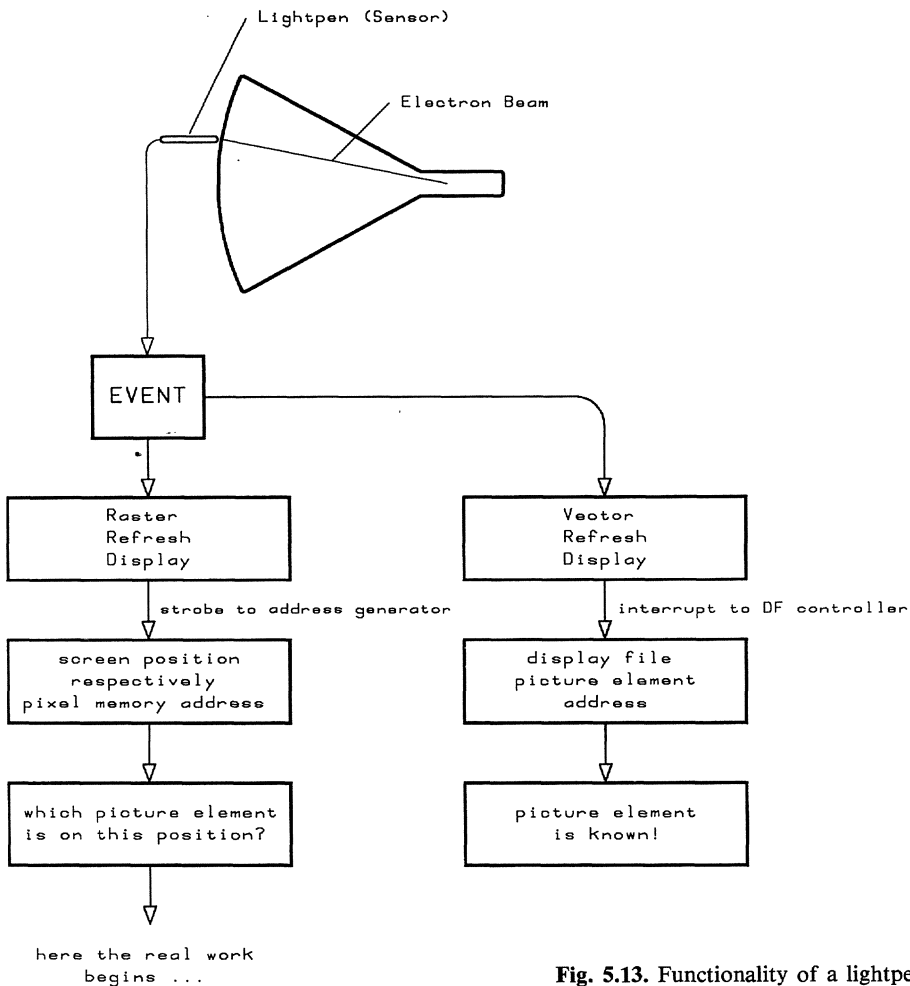 Lightpen (Sensor)
Electron Beam
EVENT
Raster
Refresh
Display
Vector
Refresh
Display
strobe to address generator
interrupt to DF controller
screen position
respectively
pixel memory address
display file
picture element
address
which picture element
is on this position?
picture element
is known!
here the real work
begins ...
Fig. 5.13. Functionality of a lightpe